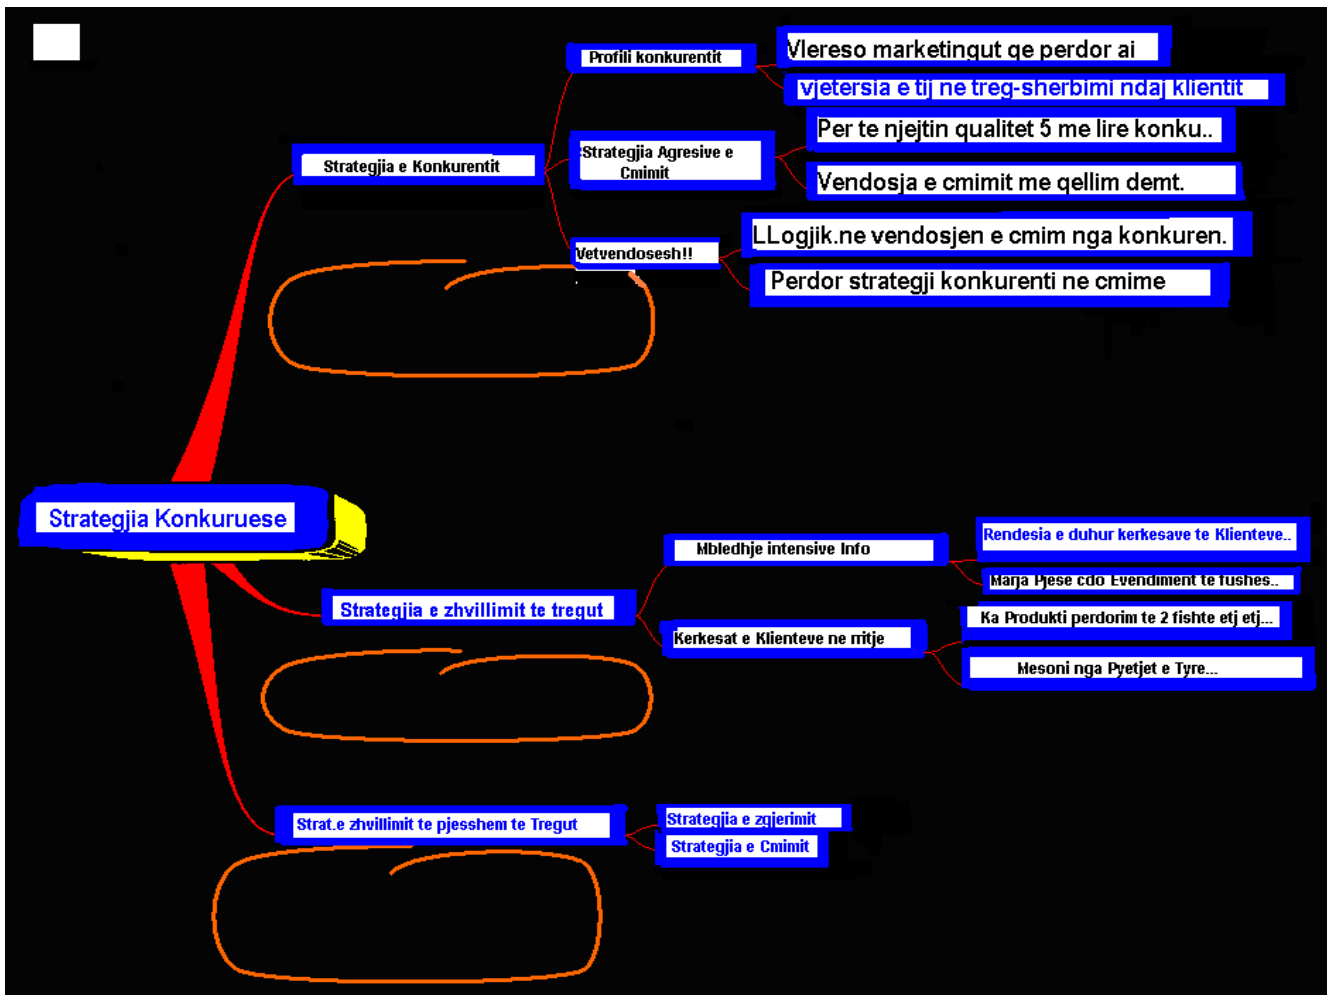 Vlereso marketingut qe perdor ai
Profili konkurentit
vjetersia e tij ne treg-sherbimi ndaj klientit
Per te njejtin qualitet 5 me lire konku..
Strategjia e Konkurentit
Strategjia Agresive e
Cmimit
Vendosja e cmimit me qellim demt.
LLogjik.ne vendosjen e cmim nga konkuren.
Vetvendosesh!!
Perdor strategji konkurenti ne cmime
Strategjia Konkuruese
Rendesia e duhur kerkesave te Klienteve..
Mbledhje intensive Info
Marja Pjese cdo Evendiment te fushes..
Strategjia e zhvillimit te tregut
Ka Produkti perdorim te 2 fishte etj etj...
Kerkesat e Klienteve ne rritje
Mesoni nga Pyetjet e Tyre...
Strat.e zhvillimit te pjesshem te Tregut
Strategjia e zgjerimit
Strategjia e Cmimit